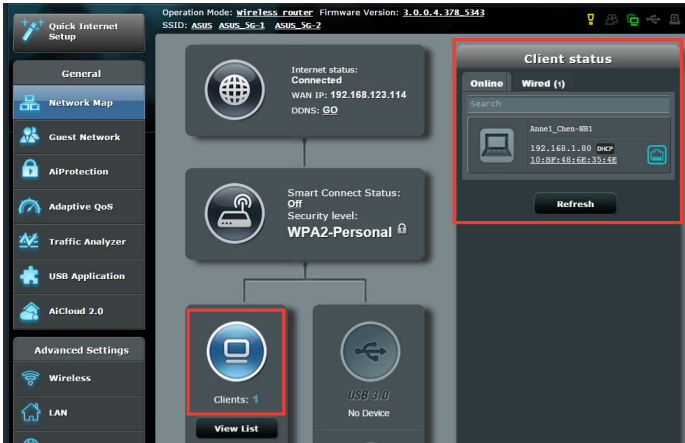 Operation Mode: Wireless router Firmware Version: 3.0.0.4.378_5343
SSID: ASUS ASUS_5G-1 ASUS_5G-2
Quick Internet
Setup
General
Network Map
Guest Network
AiProtection
Adaptive QoS
Traffic Analyzer
USB Application
AiCloud 2.0
Advanced Settings
Wireless
LAN
Internet status:
Connected
WAN IP: 192.168.123.114
DDNS: GO
Smart Connect Status:
Off
Security level:
WPA2-Personal
Clients: 1
View List
USB 3.0
No Device
Client status
Online Wired (1)
Search
Anne1_Chen-NB1
192.168.1.80 DHCP
10:BF:48:6E:35:4E
Refresh